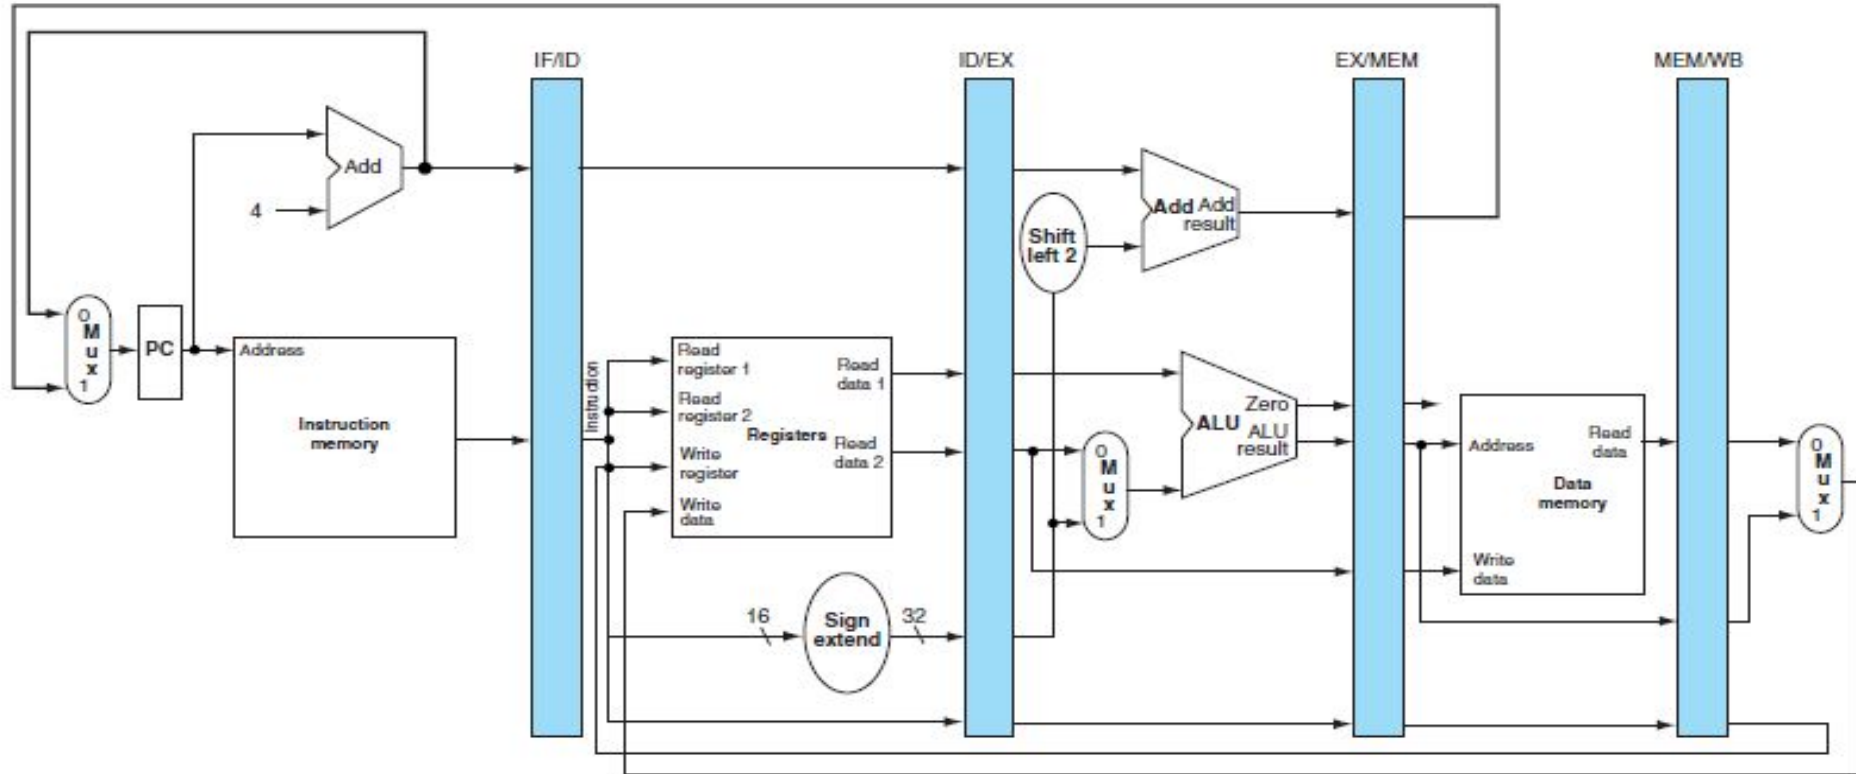 IF/ID
ID/EX
EX/MEM
MEM/WB
Add
4
Add Add
result
Shift
left 2
0
M
u
x
1
PC
Address
Instruction
memory
Instruction
Read
register 1
Read
register 2
Write
register
Write
data
Registers
Read
data 1
Read
data 2
16
Sign
extend
32
0
M
u
x
1
Zero
ALU
ALU
result
Address
Read
data
Data
memory
Write
data
0
M
u
x
1